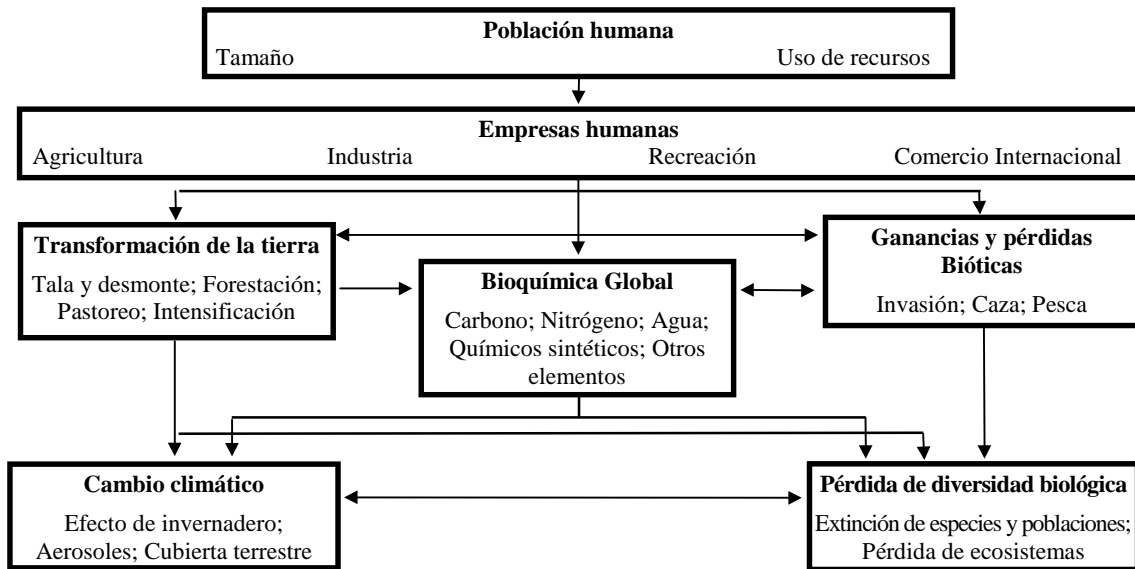 Población humana
Tamaño Uso de recursos
Empresas humanas
Agricultura Industria Recreación Comercio Internacional
Transformación de la tierra
Tala y desmonte; Forestación;
Pastoreo; Intensificación
Bioquímica Global
Carbono; Nitrógeno; Agua;
Químicos sintéticos; Otros
elementos
Ganancias y pérdidas
Bióticas
Invasión; Caza; Pesca
Cambio climático
Efecto de invernadero;
Aerosoles; Cubierta terrestre
Pérdida de diversidad biológica
Extinción de especies y poblaciones;
Pérdida de ecosistemas